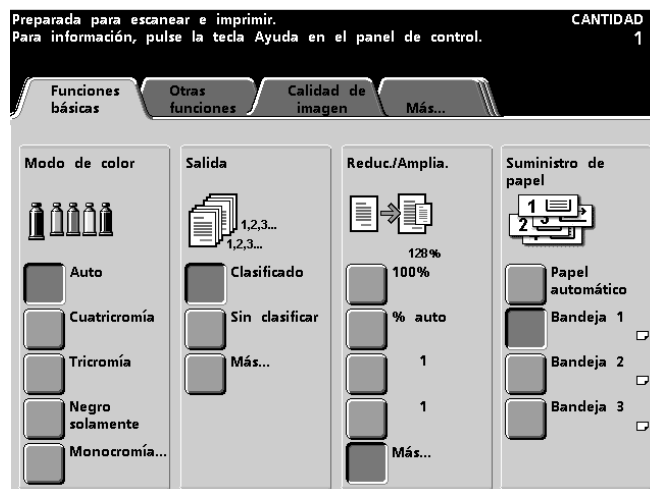 Preparada para escanear e imprimir.
CANTIDAD
Para información, pulse la tecla Ayuda en el panel de control.
1
Funciones básicas
Otras funciones
Calidad de imagen
Más...
Modo de color
Auto
Cuatricromía
Tricromía
Negro solamente
Monocromía...
Salida
1,2,3...
1,2,3...
Clasificado
Sin clasificar
Más...
Reduc./Amplia.
128%
100%
% auto
1
1
Más...
Suministro de papel
1
2
3
Papel automático
Bandeja 1
Bandeja 2
Bandeja 3